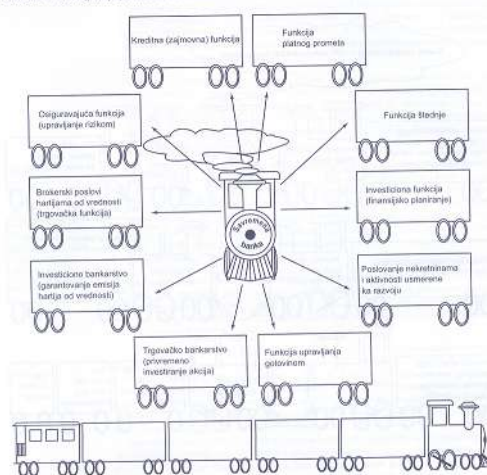 Kreditna (zajmovna) funkcija
Funkcija
platnog prometa
Osiguravajuća funkcija
(upravljanje rizikom)
Funkcija štednje
Brokerski poslovi
hartijama od vrednosti
(trgovačka funkcija)
Investiciona funkcija
(finansijsko planiranje)
Savremena
banka
Investiciono bankarstvo
(garantovanje emisija
hartija od vrednosti)
Poslovanje nekretninama
i aktivnosti usmerene
ka razvoju
Trgovačko bankarstvo
(privremeno
investiranje akcija)
Funkcija upravljanja
gotovinom